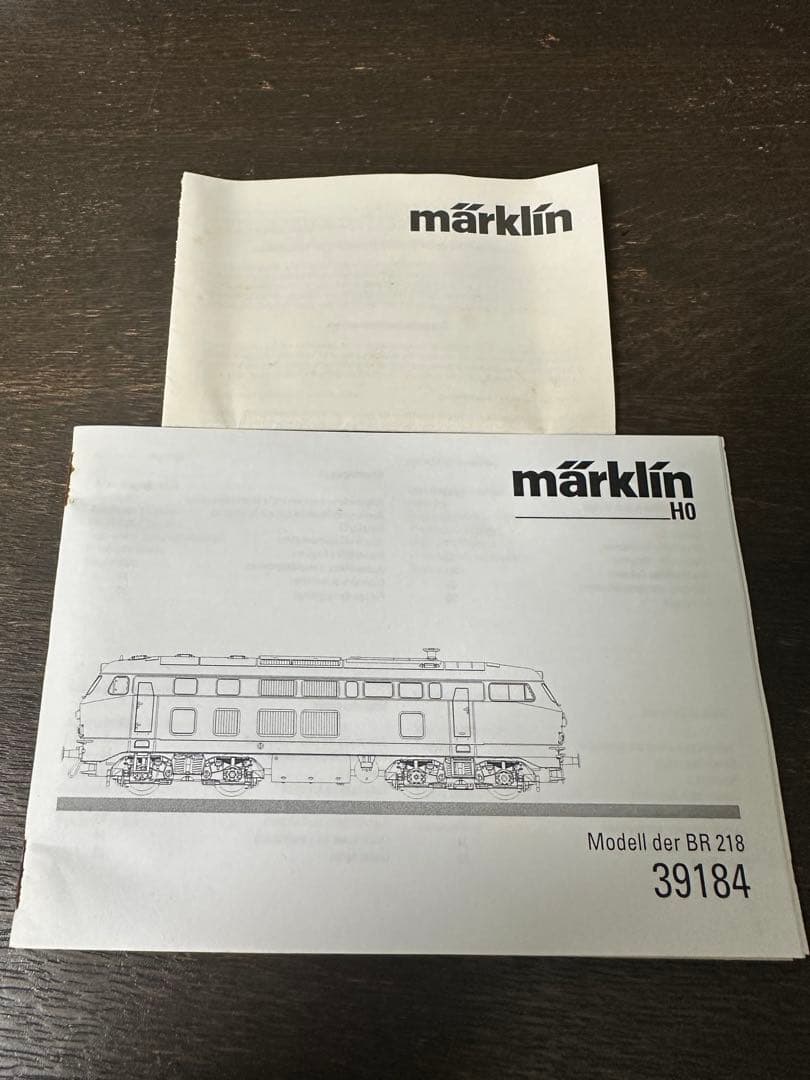 märklin
märklin
H0
Modell der BR 218
39184